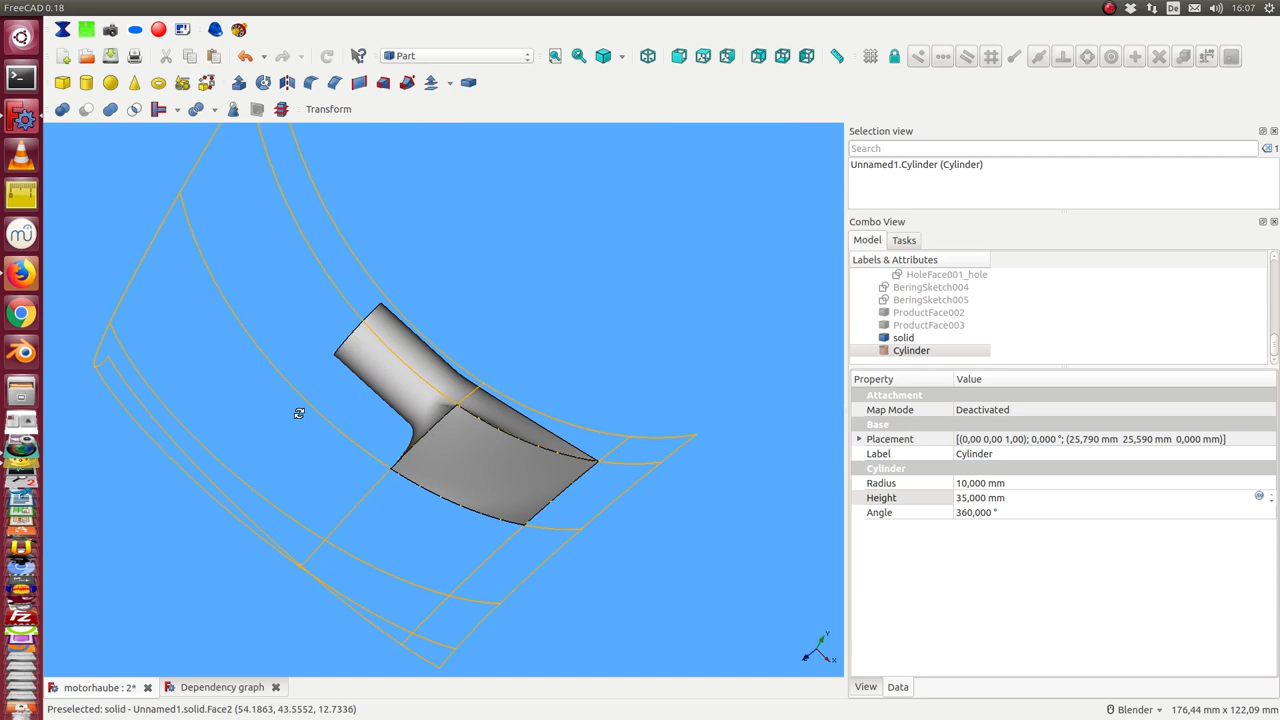 FreeCAD 0.18
De
16:07
Part
Transform
Selection view
Search
1
Unnamed1.Cylinder (Cylinder)
Combo View
Model
Tasks
Labels & Attributes
HoleFace001_hole
BeringSketch004
BeringSketch005
ProductFace002
ProductFace003
solid
Cylinder
Property Value
Attachment
Map Mode Deactivated
Base
Placement [(0,00 0,00 1,00); 0,000 °; (25,790 mm 25,590 mm 0,000 mm)]
Label Cylinder
Cylinder
Radius 10,000 mm
Height 35,000 mm
Angle 360,000 °
Y
X
View
Data
motorhaube : 2*
Dependency graph
Preselected: solid - Unnamed1.solid.Face2 (54.1863, 43.5552, 12.7336)
Blender
176,44 mm x 122,09 mm